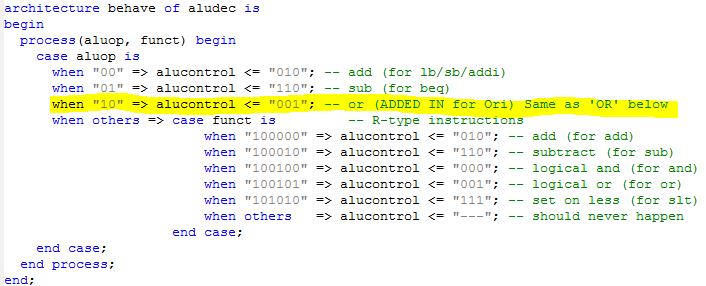 architecture behave of aludec is
begin
  process(aluop, funct) begin
    case aluop is
      when "00" => alucontrol <= "010"; -- add (for lb/sb/addi)
      when "01" => alucontrol <= "110"; -- sub (for beq)
      when "10" => alucontrol <= "001"; -- or (ADDED IN for Ori) Same as 'OR' below
      when others => case funct is         -- R-type instructions
                         when "100000" => alucontrol <= "010"; -- add (for add)
                         when "100010" => alucontrol <= "110"; -- subtract (for sub)
                         when "100100" => alucontrol <= "000"; -- logical and (for and)
                         when "100101" => alucontrol <= "001"; -- logical or (for or)
                         when "101010" => alucontrol <= "111"; -- set on less (for slt)
                         when others   => alucontrol <= "---"; -- should never happen
                     end case;
    end case;
  end process;
end;